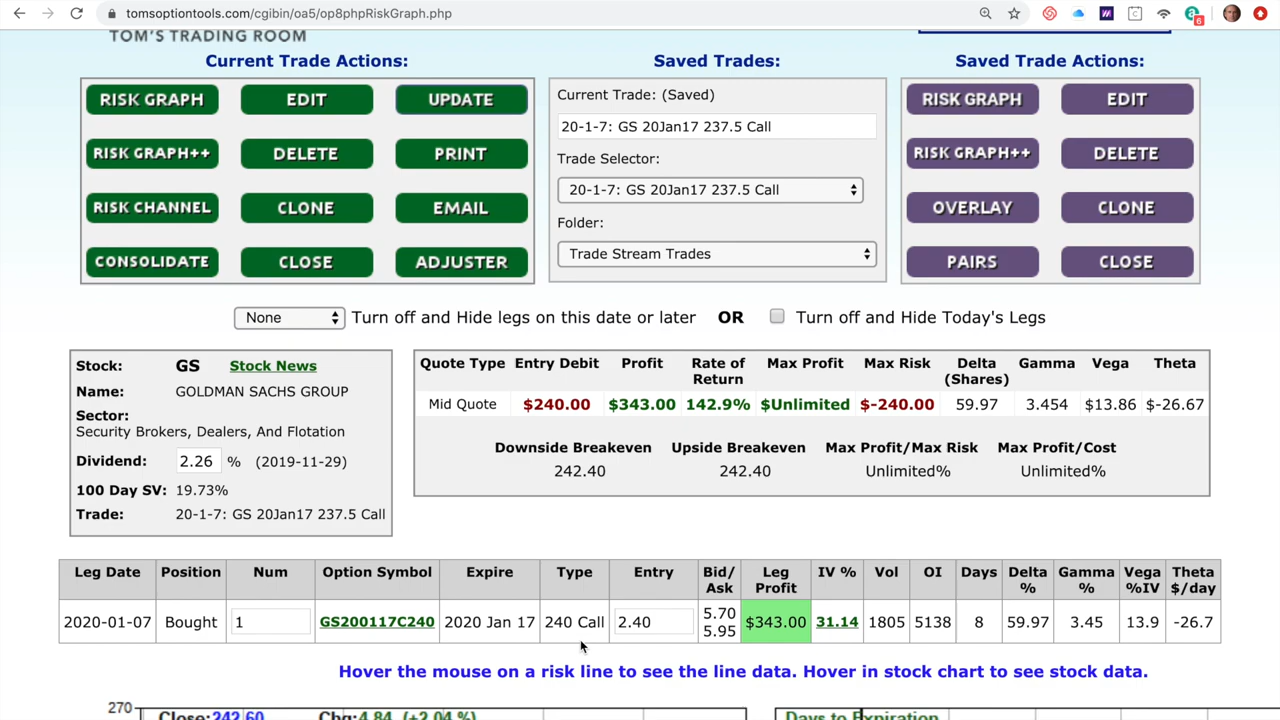 tomsoptiontools.com/cgibin/oa5/op8phpRiskGraph.php
6
TOM'S TRADING ROOM
Current Trade Actions:
RISK GRAPH EDIT UPDATE
RISK GRAPH++ DELETE PRINT
RISK CHANNEL CLONE EMAIL
CONSOLIDATE CLOSE ADJUSTER
Saved Trades:
Current Trade: (Saved)
20-1-7: GS 20Jan17 237.5 Call
Trade Selector:
20-1-7: GS 20Jan17 237.5 Call
Folder:
Trade Stream Trades
Saved Trade Actions:
RISK GRAPH EDIT
RISK GRAPH++ DELETE
OVERLAY CLONE
PAIRS CLOSE
None Turn off and Hide legs on this date or later OR Turn off and Hide Today's Legs
Stock: GS Stock News
Name: GOLDMAN SACHS GROUP
Sector:
Security Brokers, Dealers, And Flotation
Dividend: 2.26 % (2019-11-29)
100 Day SV: 19.73%
Trade: 20-1-7: GS 20Jan17 237.5 Call
Quote Type Entry Debit Profit Rate of Return Max Profit Max Risk Delta (Shares) Gamma Vega Theta
Mid Quote $240.00 $343.00 142.9% $Unlimited $-240.00 59.97 3.454 $13.86 $-26.67
Downside Breakeven Upside Breakeven Max Profit/Max Risk Max Profit/Cost
242.40 242.40 Unlimited% Unlimited%
Leg Date Position Num Option Symbol Expire Type Entry Bid/Ask Leg Profit IV % Vol OI Days Delta % Gamma % Vega %IV Theta $/day
2020-01-07 Bought 1 GS200117C240 2020 Jan 17 240 Call 2.40 5.70 5.95 $343.00 31.14 1805 5138 8 59.97 3.45 13.9 -26.7
Hover the mouse on a risk line to see the line data. Hover in stock chart to see stock data.
270 Close:242.60 Chg:4.84 (+2.04 %) Days to Expiration